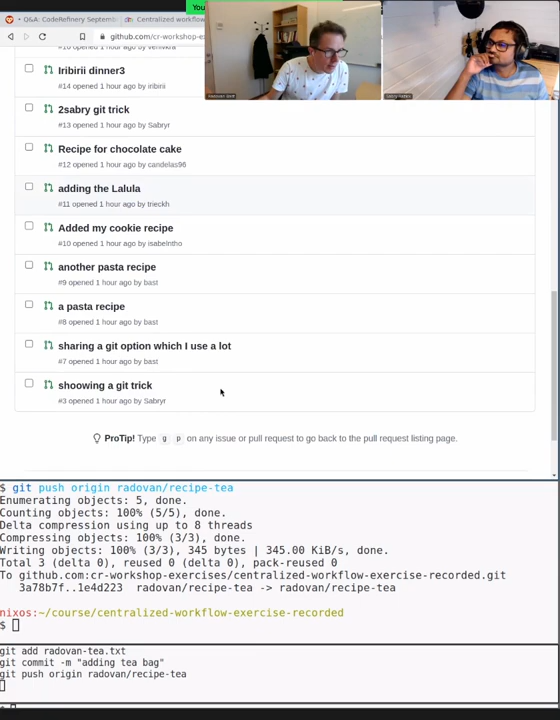 You
Q&A: CodeRefinery Septemb
Centralized workflow
github.com/cr-workshop-ex
#16 opened 1 hour ago by venivkra
Iribirii dinner3
#14 opened 1 hour ago by iribirii
2sabry git trick
#13 opened 1 hour ago by Sabryr
Recipe for chocolate cake
#12 opened 1 hour ago by candelas96
adding the Lalula
#11 opened 1 hour ago by trieckh
Added my cookie recipe
#10 opened 1 hour ago by isabelntho
another pasta recipe
#9 opened 1 hour ago by bast
a pasta recipe
#8 opened 1 hour ago by bast
sharing a git option which I use a lot
#7 opened 1 hour ago by bast
shoowing a git trick
#3 opened 1 hour ago by Sabryr
ProTip! Type g p on any issue or pull request to go back to the pull request listing page.
$ git push origin radovan/recipe-tea
Enumerating objects: 5, done.
Counting objects: 100% (5/5), done.
Delta compression using up to 8 threads
Compressing objects: 100% (3/3), done.
Writing objects: 100% (3/3), 345 bytes | 345.00 KiB/s, done.
Total 3 (delta 0), reused 0 (delta 0), pack-reused 0
To github.com:cr-workshop-exercises/centralized-workflow-exercise-recorded.git
3a78b7f..1e4d223 radovan/recipe-tea -> radovan/recipe-tea
nixos:~/course/centralized-workflow-exercise-recorded
$
git add radovan-tea.txt
git commit -m "adding tea bag"
git push origin radovan/recipe-tea